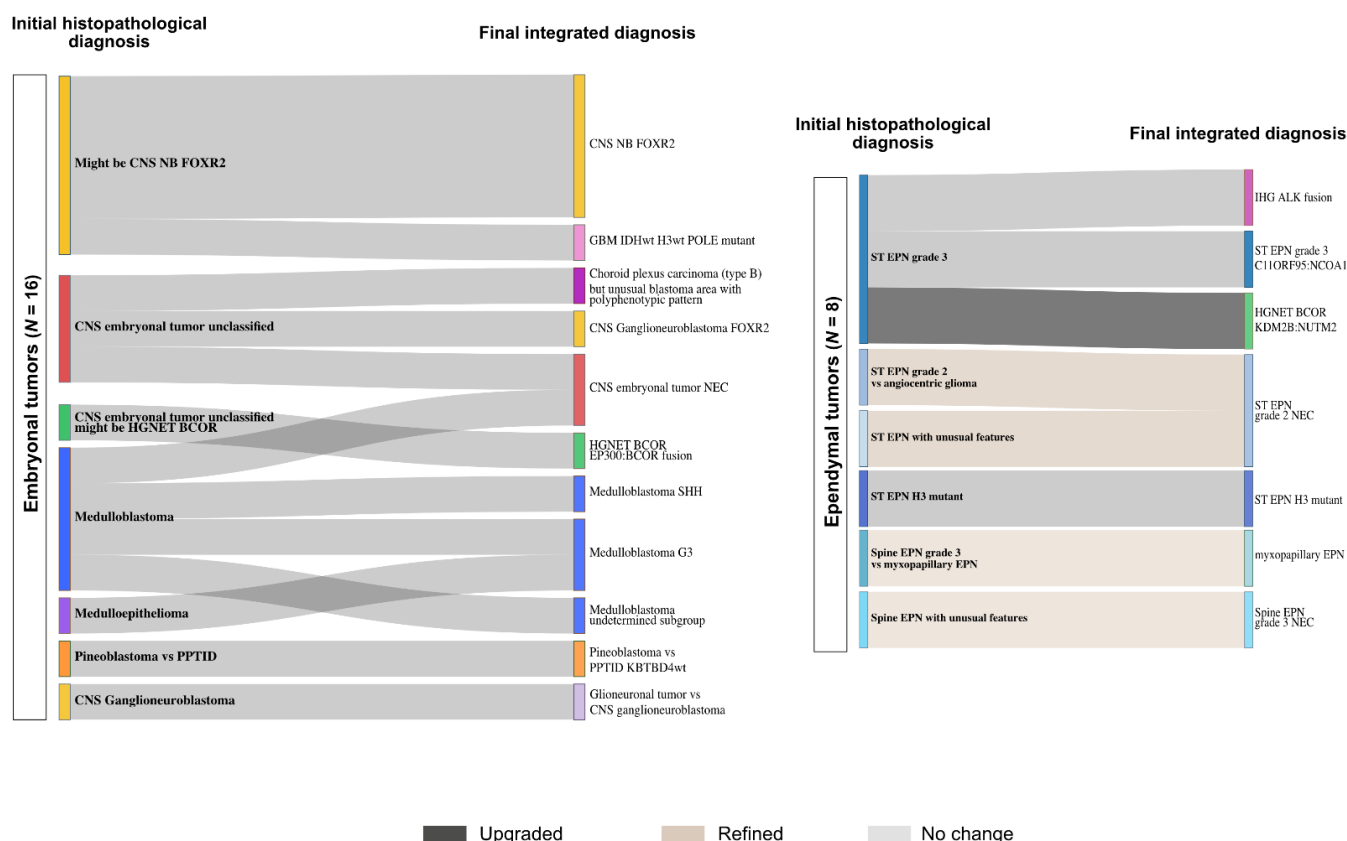 Initial histopathological
diagnosis
Final integrated diagnosis
Embryonal tumors (N = 16)
Might be CNS NB FOXR2
CNS embryonal tumor unclassified
CNS embryonal tumor unclassified
might be HGNET BCOR
Medulloblastoma
Medulloepithelioma
Pineoblastoma vs PPTID
CNS Ganglioneuroblastoma
CNS NB FOXR2
GBM IDHwt H3wt POLE mutant
Choroid plexus carcinoma (type B)
but unusual blastoma area with
polyphenotypic pattern
CNS Ganglioneuroblastoma FOXR2
CNS embryonal tumor NEC
HGNET BCOR
EP300:BCOR fusion
Medulloblastoma SHH
Medulloblastoma G3
Medulloblastoma
undetermined subgroup
Pineoblastoma vs
PPTID KBTBD4wt
Glioneuronal tumor vs
CNS ganglioneuroblastoma
Initial histopathological
diagnosis
Final integrated diagnosis
Ependymal tumors (N = 8)
ST EPN grade 3
ST EPN grade 2
vs angiocentric glioma
ST EPN with unusual features
ST EPN H3 mutant
Spine EPN grade 3
vs myxopapillary EPN
Spine EPN with unusual features
IHG ALK fusion
ST EPN grade 3
C11ORF95:NCOA1
HGNET BCOR
KDM2B:NUTM2
ST EPN
grade 2 NEC
ST EPN H3 mutant
myxopapillary EPN
Spine EPN
grade 3 NEC
Upgraded
Refined
No change